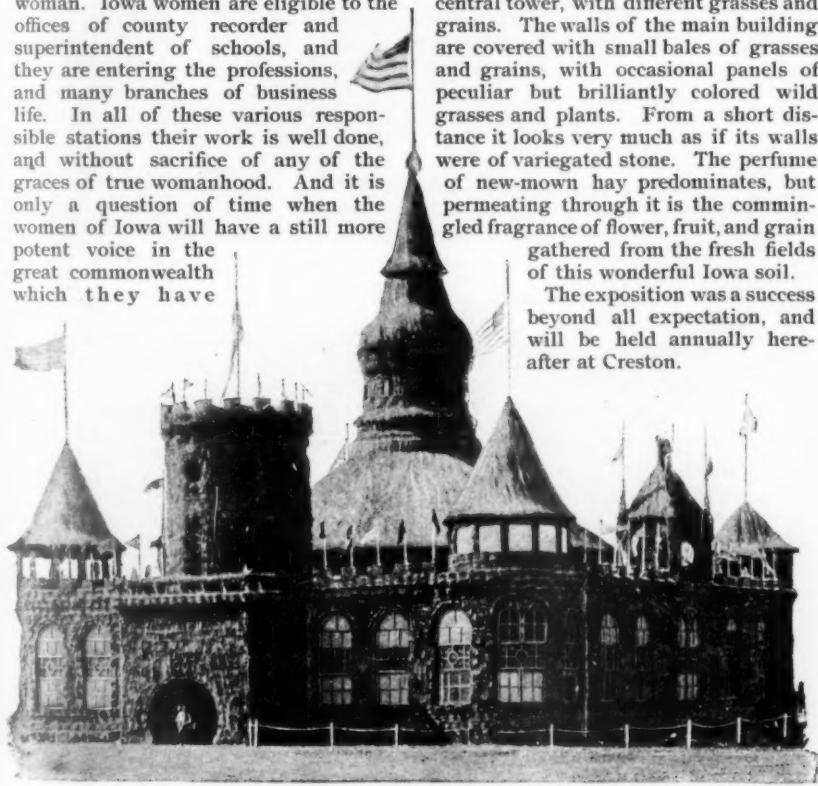 woman. Iowa women are eligible to the
offices of county recorder and
superintendent of schools, and
they are entering the professions,
and many branches of business
life. In all of these various respon-
sible stations their work is well done,
and without sacrifice of any of the
graces of true womanhood. And it is
only a question of time when the
women of Iowa will have a still more
potent voice in the
great commonwealth
which they have
central tower, with different grasses and
grains. The walls of the main building
are covered with small bales of grasses
and grains, with occasional panels of
peculiar but brilliantly colored wild
grasses and plants. From a short dis-
tance it looks very much as if its walls
were of variegated stone. The perfume
of new-mown hay predominates, but
permeating through it is the commin-
gled fragrance of flower, fruit, and grain
gathered from the fresh fields
of this wonderful Iowa soil.
The exposition was a success
beyond all expectation, and
will be held annually here-
after at Creston.